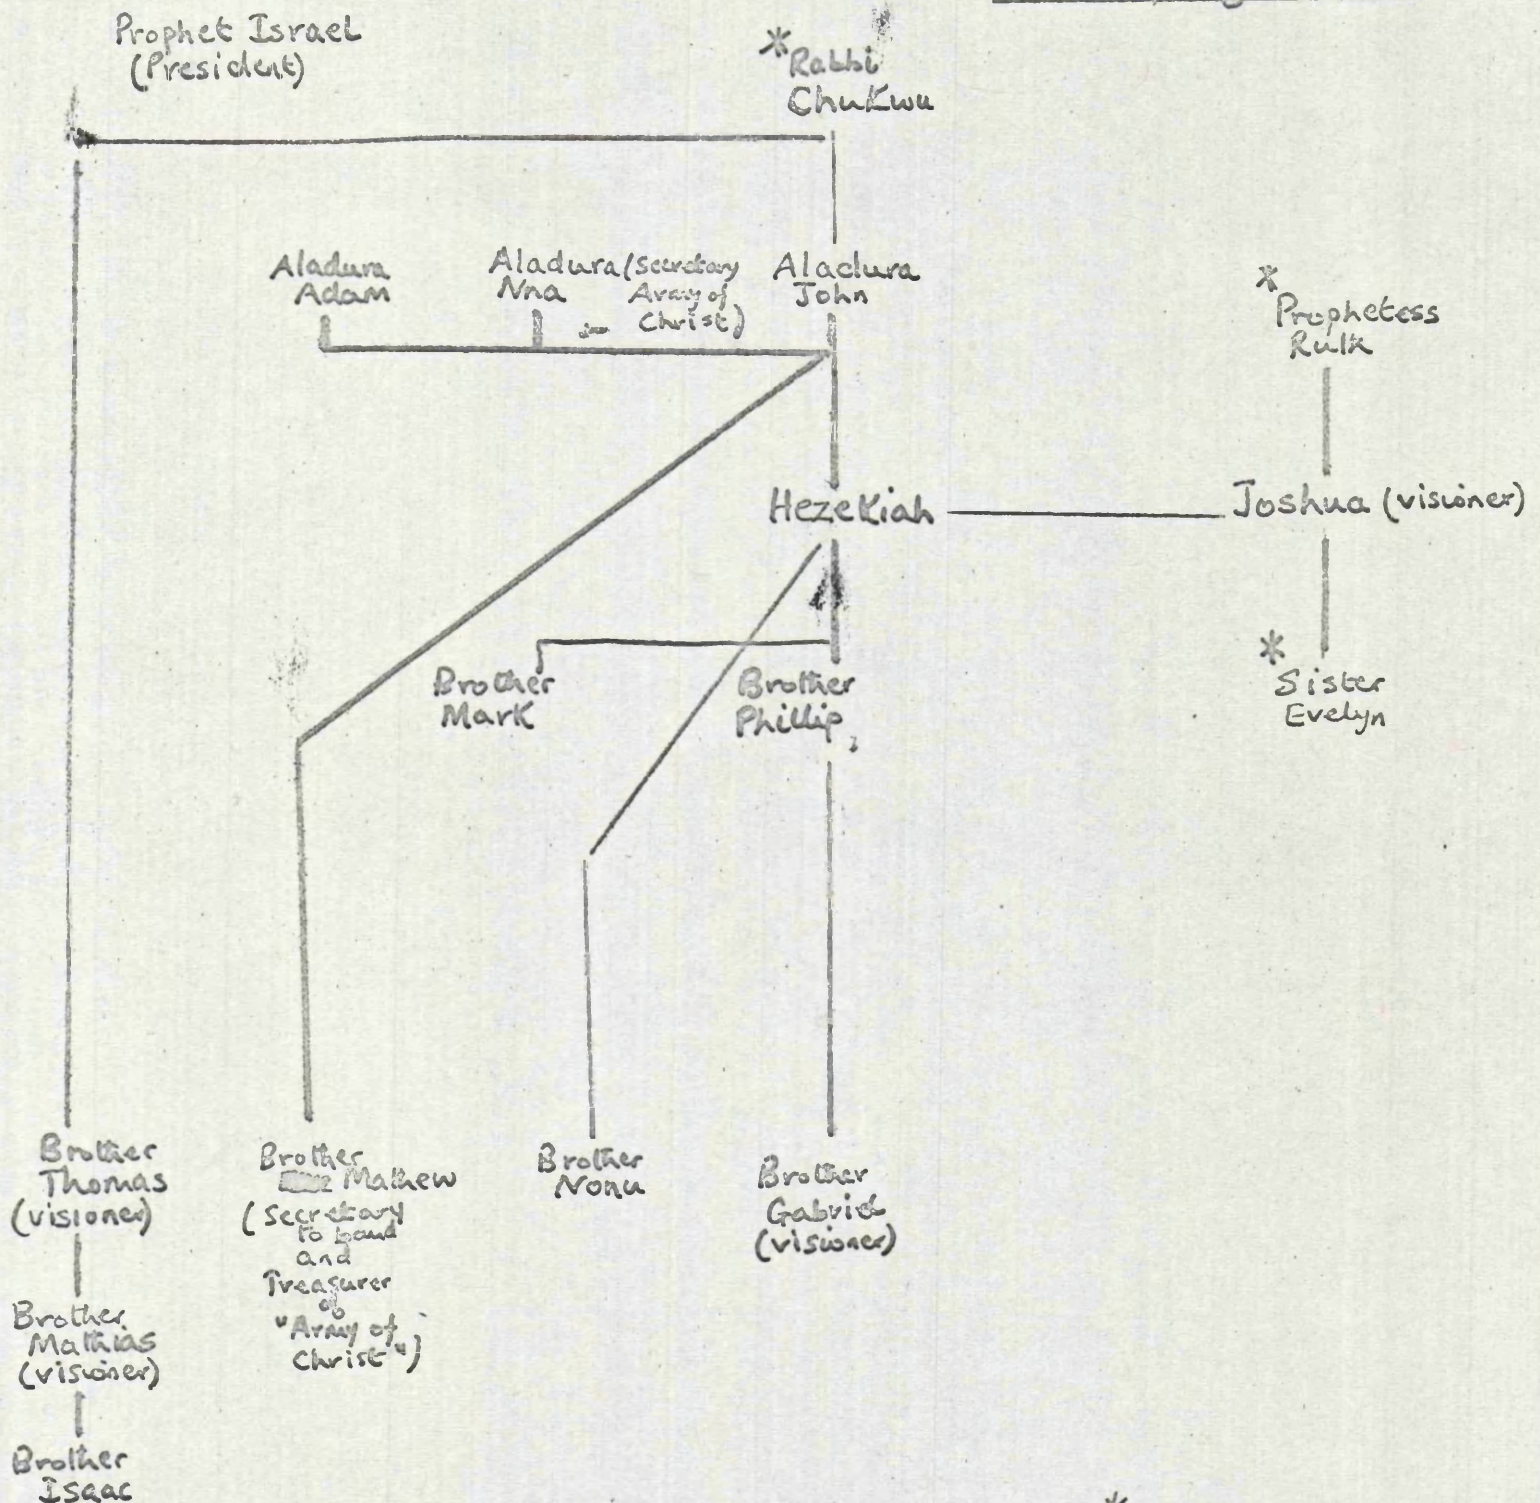 Prophet Israel
(President)
*Rabbi
Chukwu
Aladura
Adam
Aladura (Secretary
Nna Army of
Christ)
Aladura
John
*
Prophetess
Ruth
Hezekiah
Joshua (visioner)
Brother
Mark
Brother
Phillip
*
Sister
Evelyn
Brother
Thomas
(visioner)
Brother
Mathew
(Secretary
to band
and
Treasurer
of
"Army of
Christ")
Brother
Nonu
Brother
Gabriel
(visioner)
Brother
Mathias
(visioner)
Brother
Isaac
*